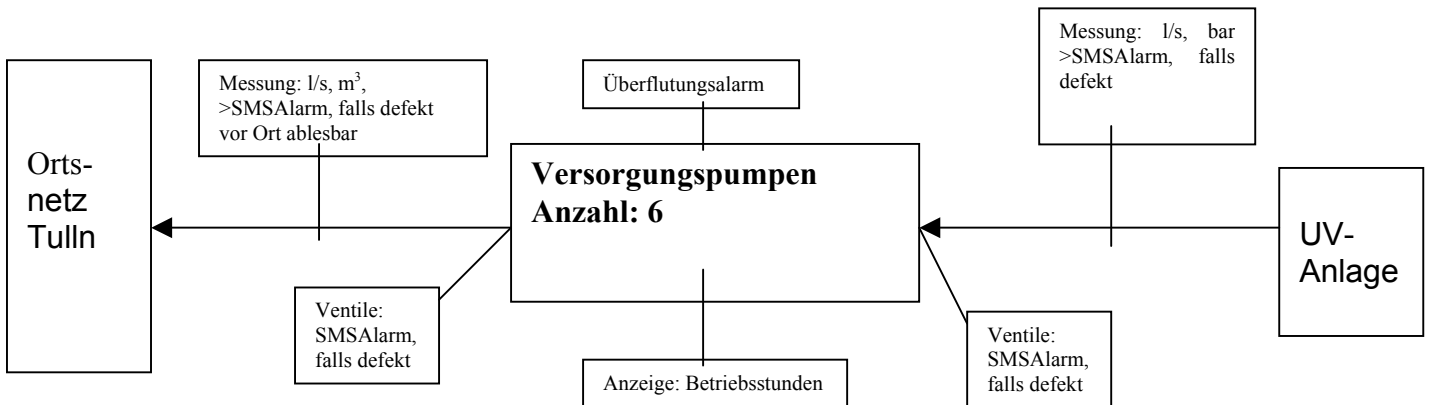 Orts-
netz
Tulln
Messung: l/s, m³,
>SMSAlarm, falls defekt
vor Ort ablesbar
Ventile:
SMSAlarm,
falls defekt
Überflutungsalarm
Versorgungspumpen
Anzahl: 6
Anzeige: Betriebsstunden
Messung: l/s, bar
>SMSAlarm, falls
defekt
Ventile:
SMSAlarm,
falls defekt
UV-
Anlage